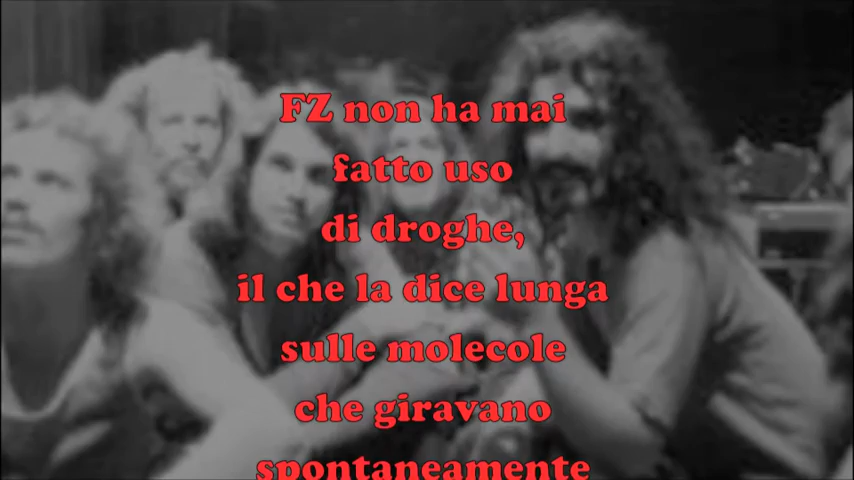 FZ non ha mai
fatto uso
di droghe,
il che la dice lunga
sulle molecole
che giravano
spontaneamente